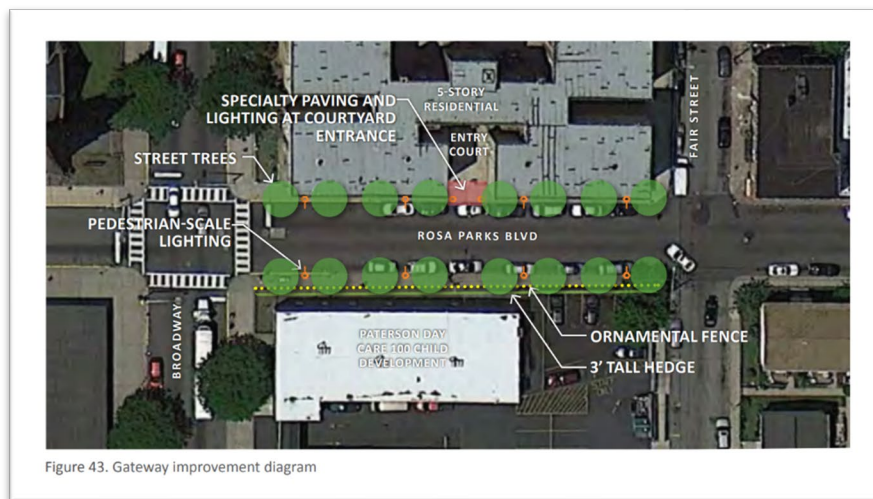 5-STORY
RESIDENTIAL
SPECIALTY PAVING AND
LIGHTING AT COURTYARD
ENTRANCE
ENTRY
COURT
FAIR STREET
STREET TREES
PEDESTRIAN-SCALE
LIGHTING
ROSA PARKS BLVD
BROADWAY
PATERSON DAY
CARE 100 CHILD
DEVELOPMENT
ORNAMENTAL FENCE
3' TALL HEDGE
Figure 43. Gateway improvement diagram